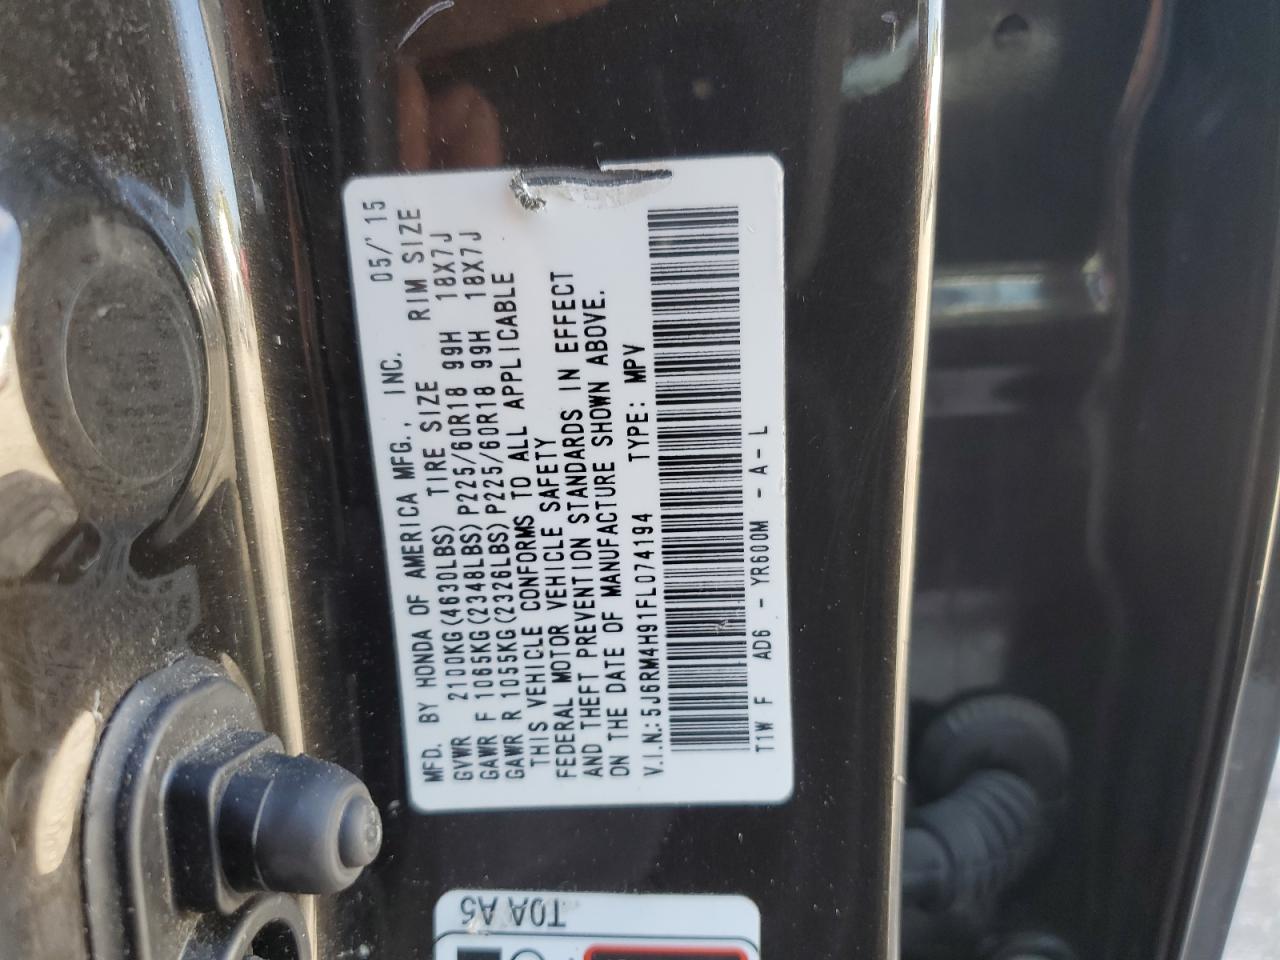 MFD. BY HONDA OF AMERICA MFG., INC. 05/'15
GVWR 2100KG(4630LBS) TIRE SIZE RIM SIZE
GAWR F 1065KG(2348LBS) P225/60R18 99H 18X7J
GAWR R 1055KG(2326LBS) P225/60R18 99H 18X7J
THIS VEHICLE CONFORMS TO ALL APPLICABLE
FEDERAL MOTOR VEHICLE SAFETY
AND THEFT PREVENTION STANDARDS IN EFFECT
ON THE DATE OF MANUFACTURE SHOWN ABOVE.
V.I.N.:5J6RM4H91FL074194 TYPE: MPV
T1W F AD6 - YR600M - A - L
T0A A5